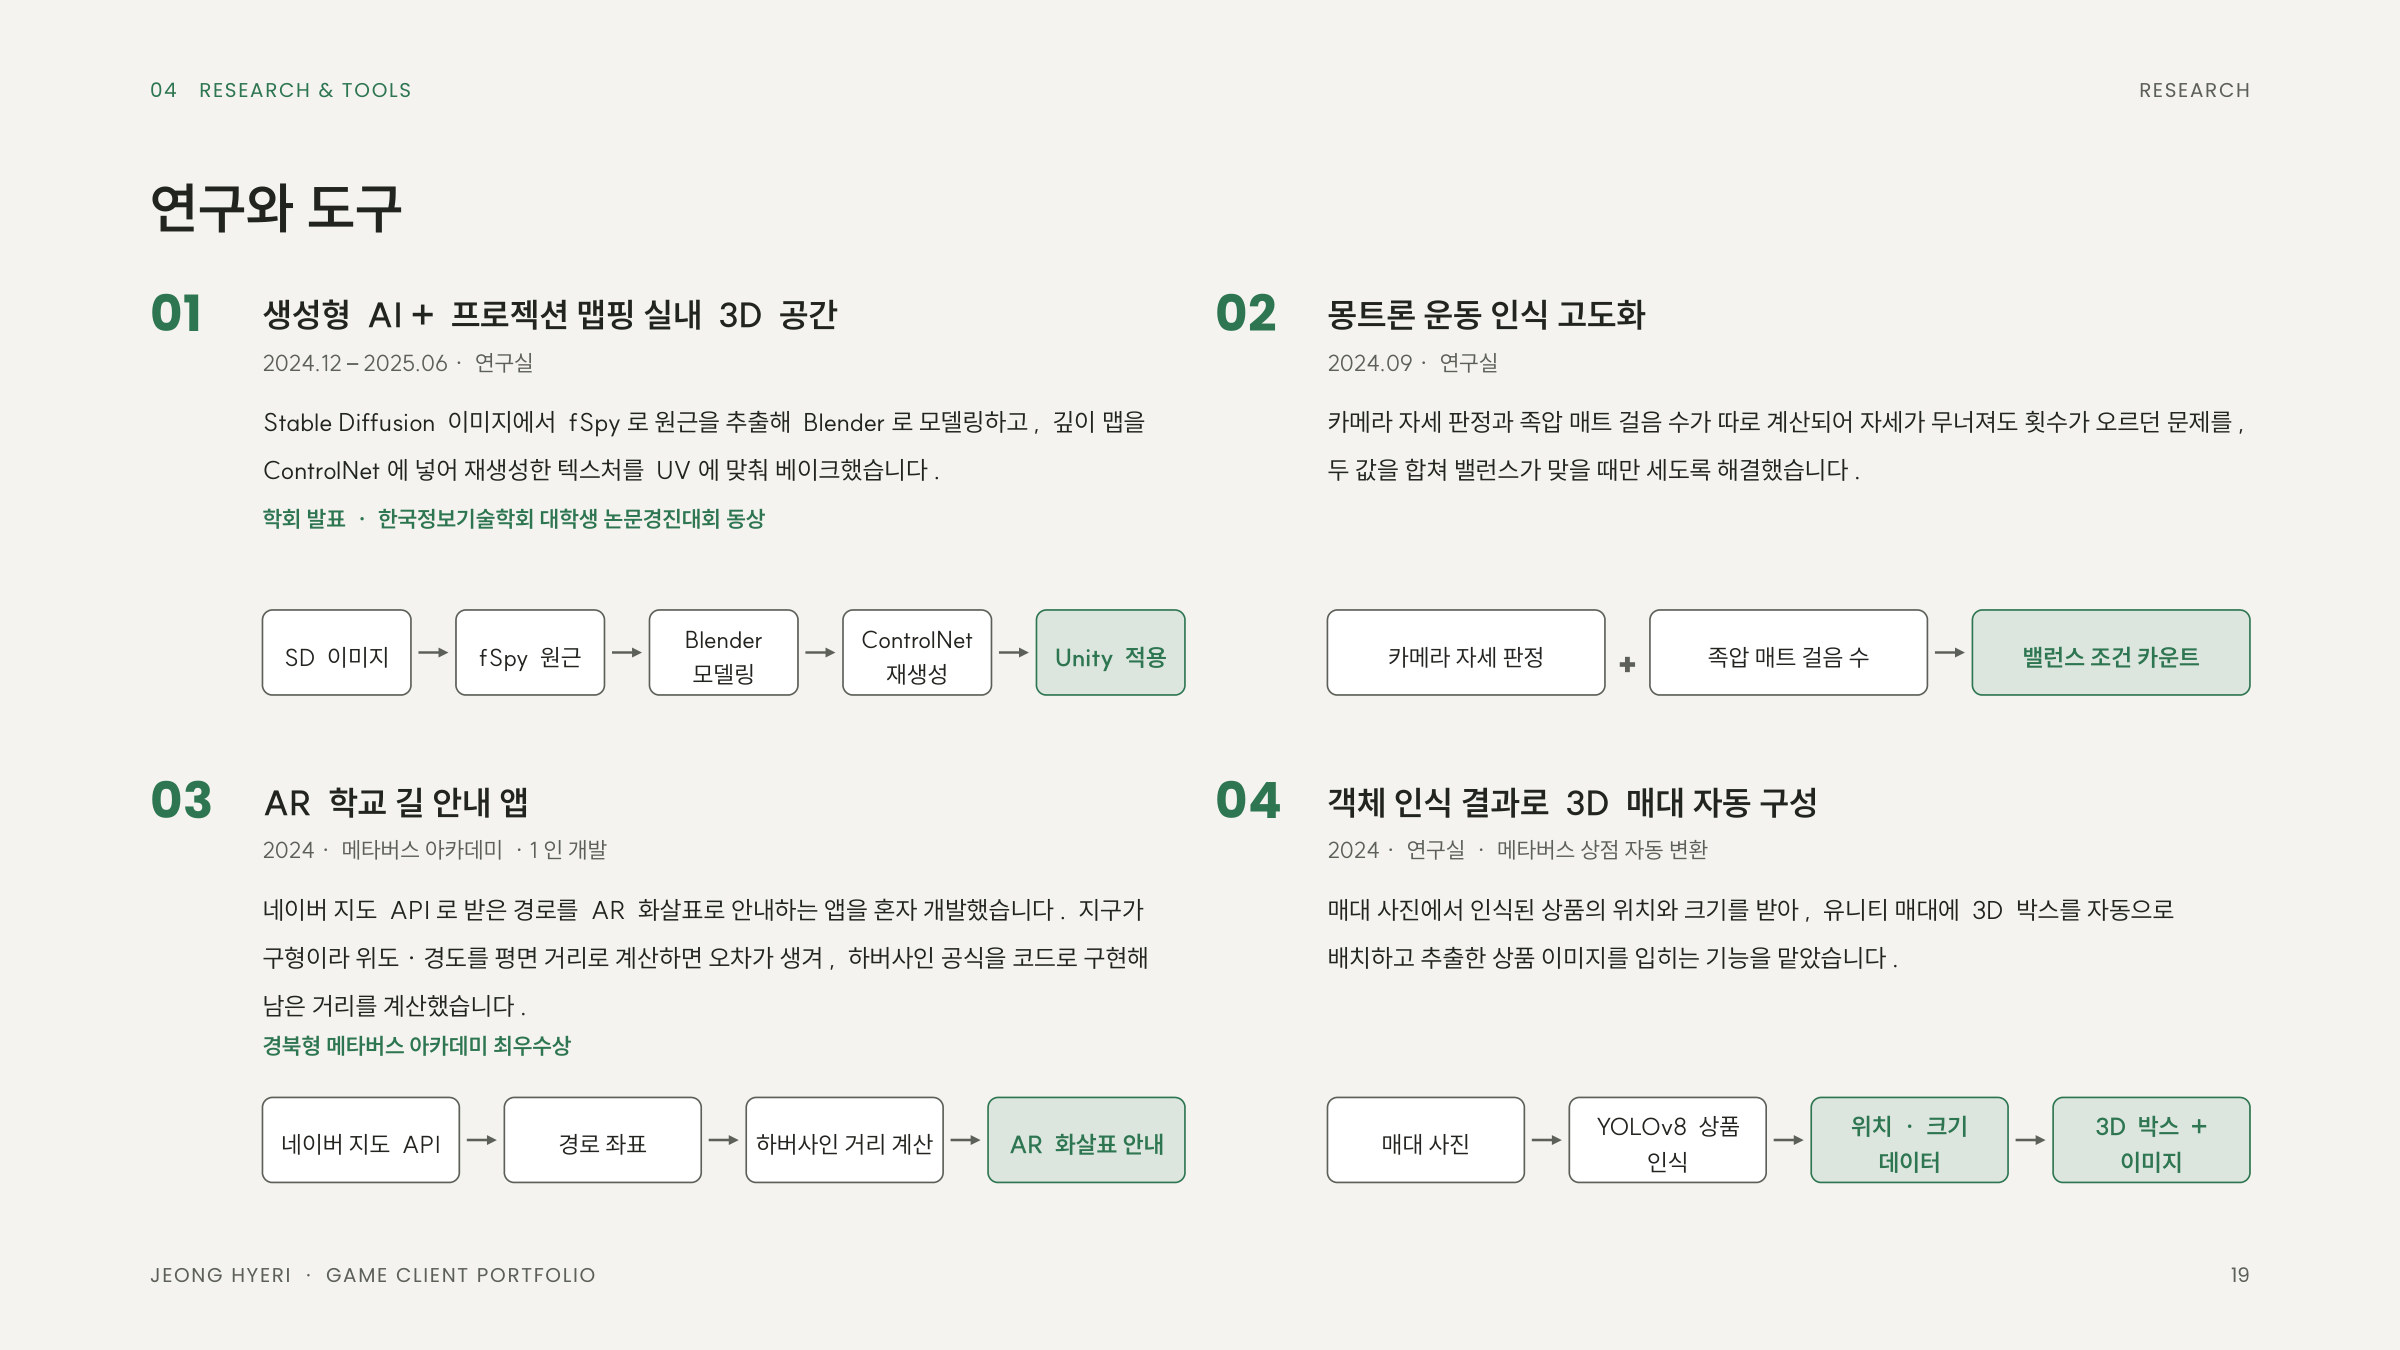 04 RESEARCH & TOOLS
RESEARCH
연구와 도구
01
생성형 AI + 프로젝션 맵핑 실내 3D 공간
2024.12 – 2025.06 · 연구실
Stable Diffusion 이미지에서 fSpy 로 원근을 추출해 Blender 로 모델링하고 , 깊이 맵을
ControlNet 에 넣어 재생성한 텍스처를 UV 에 맞춰 베이크했습니다 .
학회 발표 · 한국정보기술학회 대학생 논문경진대회 동상
SD 이미지
fSpy 원근
Blender
모델링
ControlNet
재생성
Unity 적용
02
몽트론 운동 인식 고도화
2024.09 · 연구실
카메라 자세 판정과 족압 매트 걸음 수가 따로 계산되어 자세가 무너져도 횟수가 오르던 문제를 ,
두 값을 합쳐 밸런스가 맞을 때만 세도록 해결했습니다 .
카메라 자세 판정
+
족압 매트 걸음 수
밸런스 조건 카운트
03
AR 학교 길 안내 앱
2024 · 메타버스 아카데미 · 1 인 개발
네이버 지도 API 로 받은 경로를 AR 화살표로 안내하는 앱을 혼자 개발했습니다 . 지구가
구형이라 위도 · 경도를 평면 거리로 계산하면 오차가 생겨 , 하버사인 공식을 코드로 구현해
남은 거리를 계산했습니다 .
경북형 메타버스 아카데미 최우수상
네이버 지도 API
경로 좌표
하버사인 거리 계산
AR 화살표 안내
04
객체 인식 결과로 3D 매대 자동 구성
2024 · 연구실 · 메타버스 상점 자동 변환
매대 사진에서 인식된 상품의 위치와 크기를 받아 , 유니티 매대에 3D 박스를 자동으로
배치하고 추출한 상품 이미지를 입히는 기능을 맡았습니다 .
매대 사진
YOLOv8 상품
인식
위치 · 크기
데이터
3D 박스 +
이미지
JEONG HYERI · GAME CLIENT PORTFOLIO
19